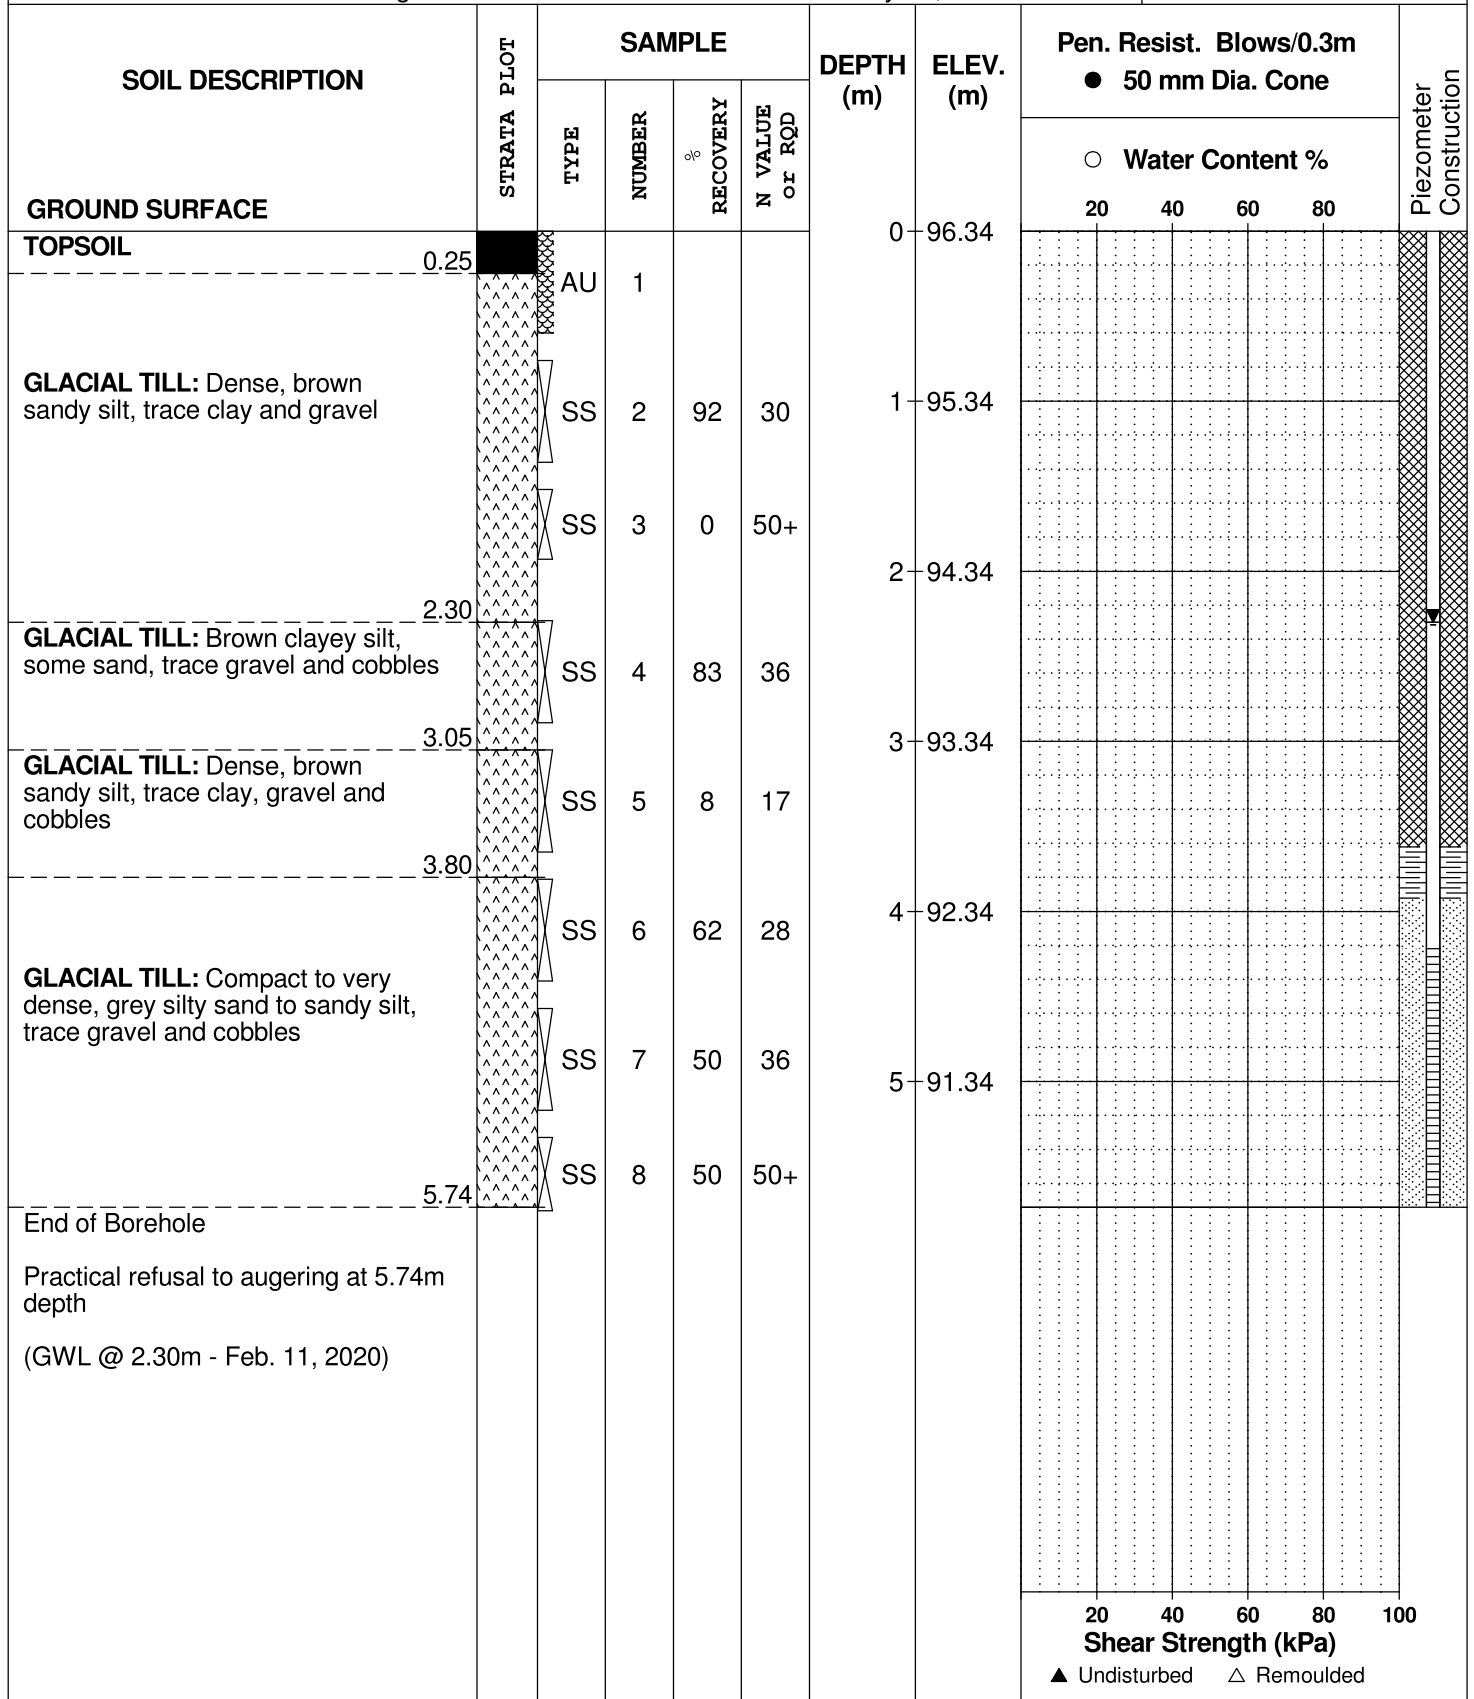 SOIL DESCRIPTION
GROUND SURFACE
STRATA PLOT
SAMPLE
TYPE
NUMBER
% RECOVERY
N VALUE or RQD
DEPTH (m)
ELEV. (m)
Pen. Resist. Blows/0.3m
● 50 mm Dia. Cone
○ Water Content %
20 40 60 80
Piezometer Construction
TOPSOIL
0.25
0 96.34
AU 1
GLACIAL TILL: Dense, brown
sandy silt, trace clay and gravel
SS 2 92 30
1 95.34
SS 3 0 50+
2 94.34
2.30
GLACIAL TILL: Brown clayey silt,
some sand, trace gravel and cobbles
SS 4 83 36
3.05
3 93.34
GLACIAL TILL: Dense, brown
sandy silt, trace clay, gravel and
cobbles
SS 5 8 17
3.80
4 92.34
SS 6 62 28
GLACIAL TILL: Compact to very
dense, grey silty sand to sandy silt,
trace gravel and cobbles
SS 7 50 36
5 91.34
SS 8 50 50+
5.74
End of Borehole
Practical refusal to augering at 5.74m
depth
(GWL @ 2.30m - Feb. 11, 2020)
20 40 60 80 100
Shear Strength (kPa)
▲ Undisturbed △ Remoulded